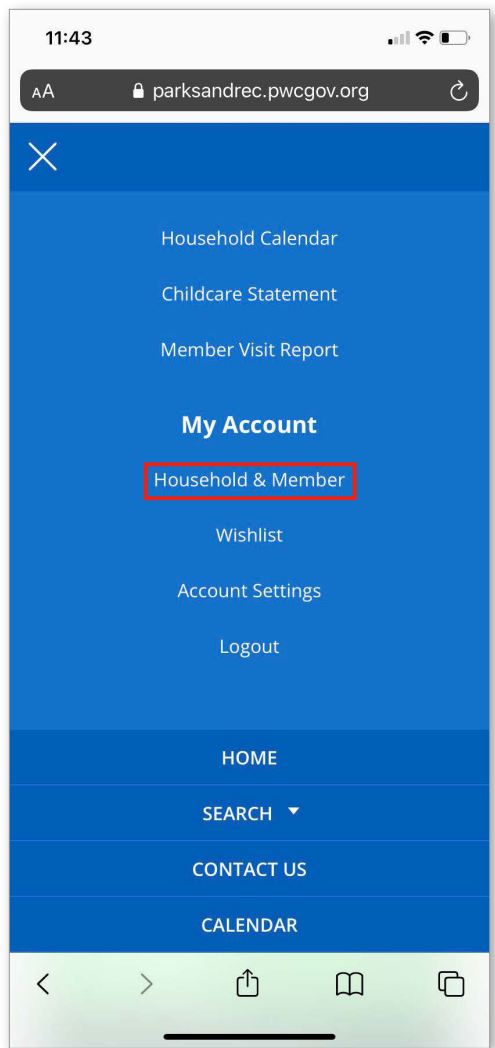 11:43
AA parksandrec.pwcgov.org
Household Calendar
Childcare Statement
Member Visit Report
My Account
Household & Member
Wishlist
Account Settings
Logout
HOME
SEARCH
CONTACT US
CALENDAR